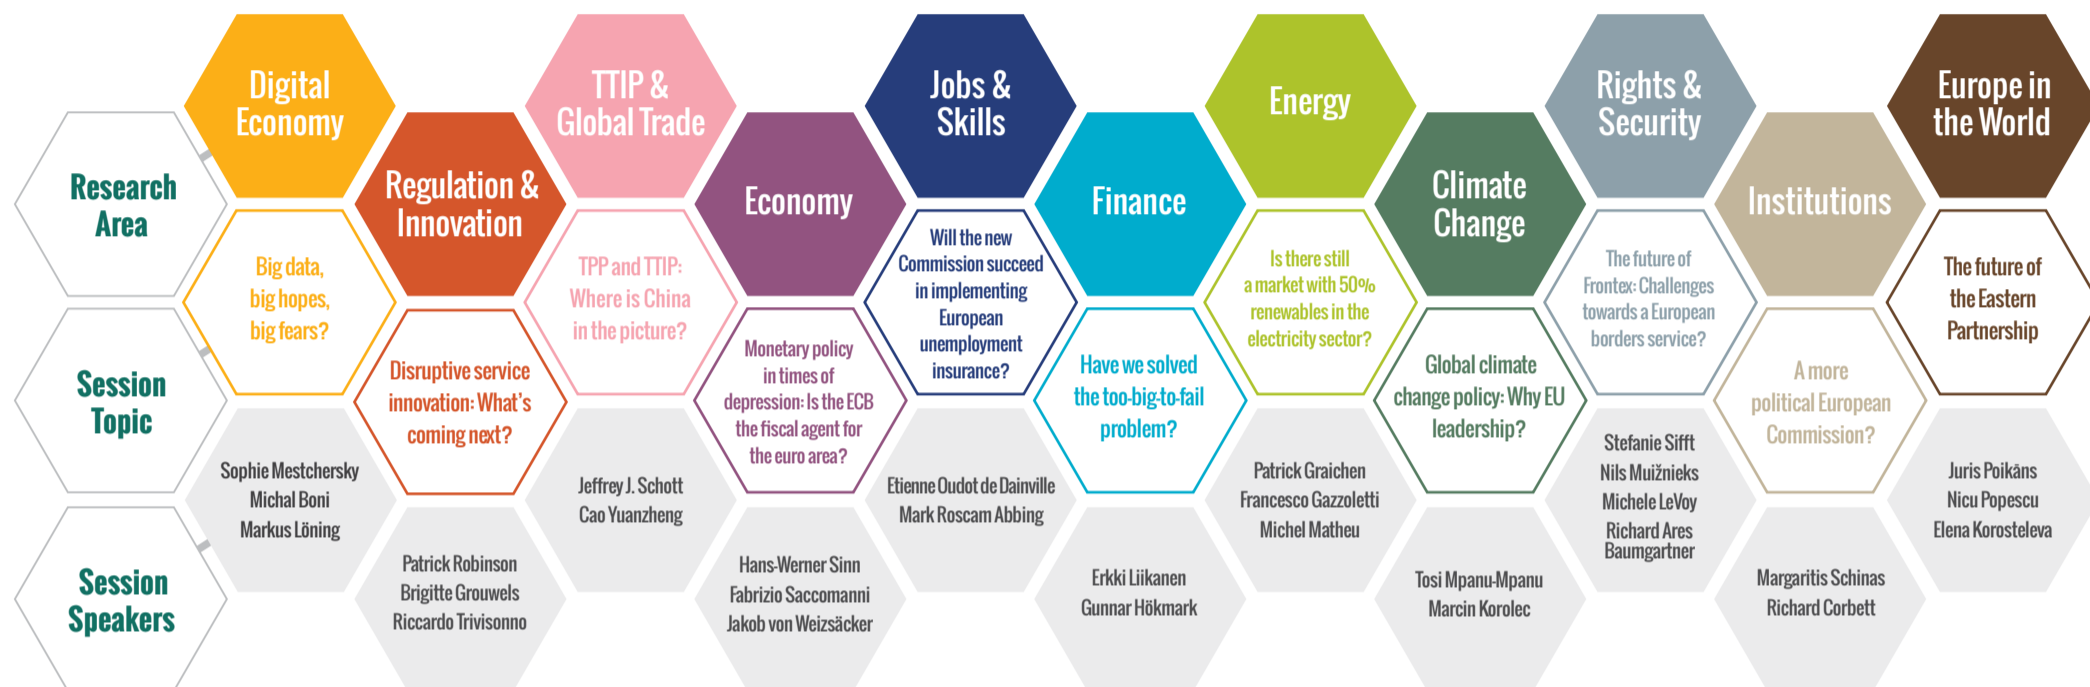 Research
Area
Session
Topic
Session
Speakers
Digital
Economy
Big data,
big hopes,
big fears?
Sophie Mestchersky
Michal Boni
Markus Löning
Regulation &
Innovation
Disruptive service
innovation: What's
coming next?
Patrick Robinson
Brigitte Grouwels
Riccardo Trivisonno
TTIP &
Global Trade
TPP and TTIP:
Where is China
in the picture?
Jeffrey J. Schott
Cao Yuanzheng
Economy
Monetary policy
in times of
depression: Is the ECB
the fiscal agent for
the euro area?
Hans-Werner Sinn
Fabrizio Saccomanni
Jakob von Weizsäcker
Jobs &
Skills
Will the new
Commission succeed
in implementing
European
unemployment
insurance?
Etienne Oudot de Dainville
Mark Roscam Abbing
Finance
Have we solved
the too-big-to-fail
problem?
Erkki Liikanen
Gunnar Hökmark
Energy
Is there still
a market with 50%
renewables in the
electricity sector?
Patrick Graichen
Francesco Gazzoletti
Michel Matheu
Climate
Change
Global climate
change policy: Why EU
leadership?
Tosi Mpanu-Mpanu
Marcin Korolec
Rights &
Security
The future of
Frontex: Challenges
towards a European
borders service?
Stefanie Sifft
Nils Muižnieks
Michele LeVoy
Richard Ares
Baumgartner
Institutions
A more
political European
Commission?
Margaritis Schinas
Richard Corbett
Europe in
the World
The future of
the Eastern
Partnership
Juris Poikāns
Nicu Popescu
Elena Korosteleva